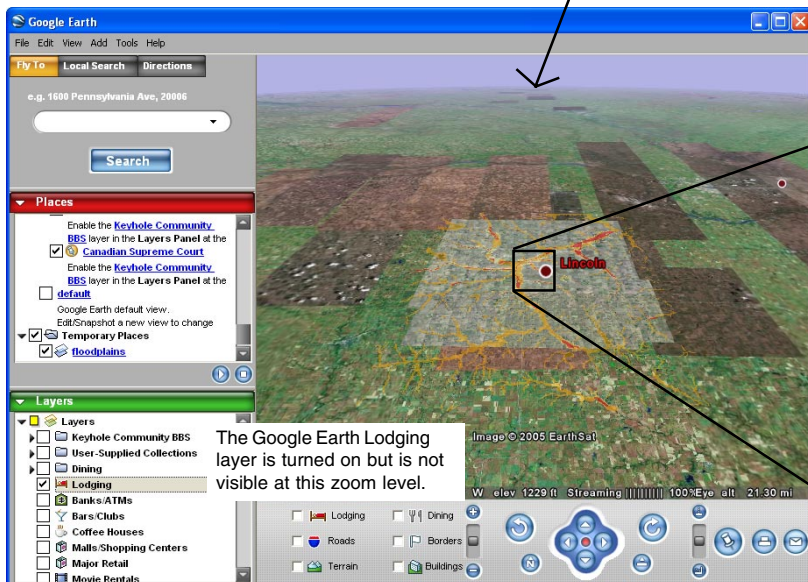 Google Earth
File Edit View Add Tools Help
Fly To Local Search Directions
e.g. 1600 Pennsylvania Ave, 20006
Search
Places
Enable the Keyhole Community
BBS layer in the Layers Panel at the
Canadian Supreme Court
Enable the Keyhole Community
BBS layer in the Layers Panel at the
default
Google Earth default view.
Edit/Snapshot a new view to change
Temporary Places
floodplains
Layers
Layers
Keyhole Community BBS
User-Supplied Collections
Dining
Lodging
Banks/ATMs
Bars/Clubs
Coffee Houses
Malls/Shopping Centers
Major Retail
Movie Rentals
The Google Earth Lodging
layer is turned on but is not
visible at this zoom level.
Lincoln
Image © 2005 EarthSat
W elev 1229 ft Streaming |||||||||| 100% Eye alt 21.30 mi
Lodging Dining
Roads Borders
Terrain Buildings
N